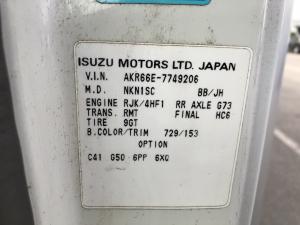 ISUZU MOTORS LTD. JAPAN
V.I.N. AKR66E-7749206
M.D. NKN1SC BB/JH
ENGINE RJK/4HF1 RR AXLE G73
TRANS. RMT FINAL HC6
TIRE 9GT
B.COLOR/TRIM 729/153
OPTION
C41 G50 6PP 6XQ